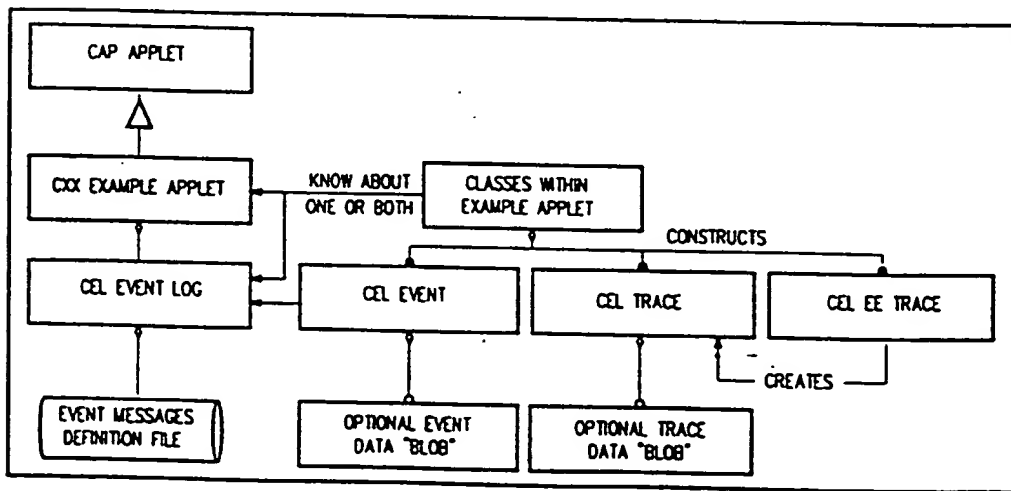 CAP APPLET
CXX EXAMPLE APPLET
KNOW ABOUT
ONE OR BOTH
CLASSES WITHIN
EXAMPLE APPLET
CONSTRUCTS
CEL EVENT LOG
CEL EVENT
CEL TRACE
CEL EE TRACE
CREATES
EVENT MESSAGES
DEFINITION FILE
OPTIONAL EVENT
DATA "BLOB"
OPTIONAL TRACE
DATA "BLOB"